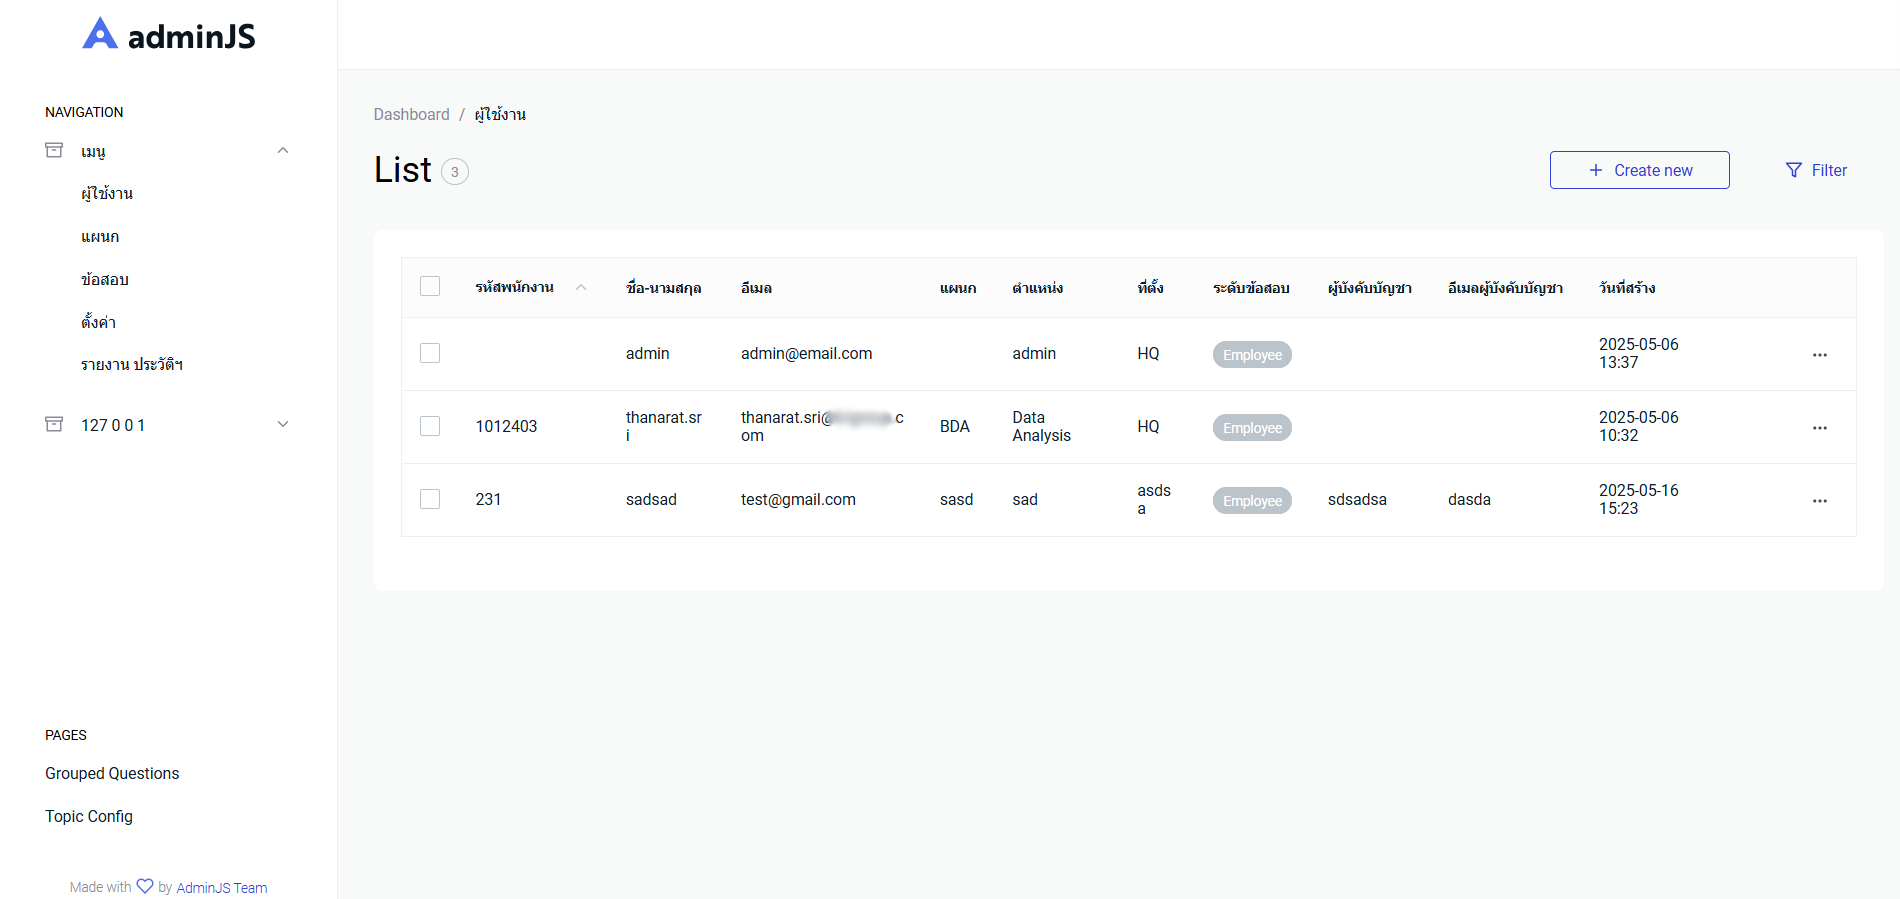 adminJS
NAVIGATION
เมนู
ผู้ใช้งาน
แผนก
ข้อสอบ
ตั้งค่า
รายงาน ประวัติฯ
127 0 0 1
PAGES
Grouped Questions
Topic Config
Made with by AdminJS Team
Dashboard / ผู้ใช้งาน
List 3
Create new
Filter
รหัสพนักงาน ชื่อ-นามสกุล อีเมล แผนก ตำแหน่ง ที่ตั้ง ระดับข้อสอบ ผู้บังคับบัญชา อีเมลผู้บังคับบัญชา วันที่สร้าง
admin admin@email.com admin HQ Employee 2025-05-06
13:37
1012403 thanarat.sr thanarat.sri@ .c BDA Data HQ Employee 2025-05-06
i om Analysis 10:32
231 sadsad test@gmail.com sasd sad asds Employee sdsadsa dasda 2025-05-16
a 15:23